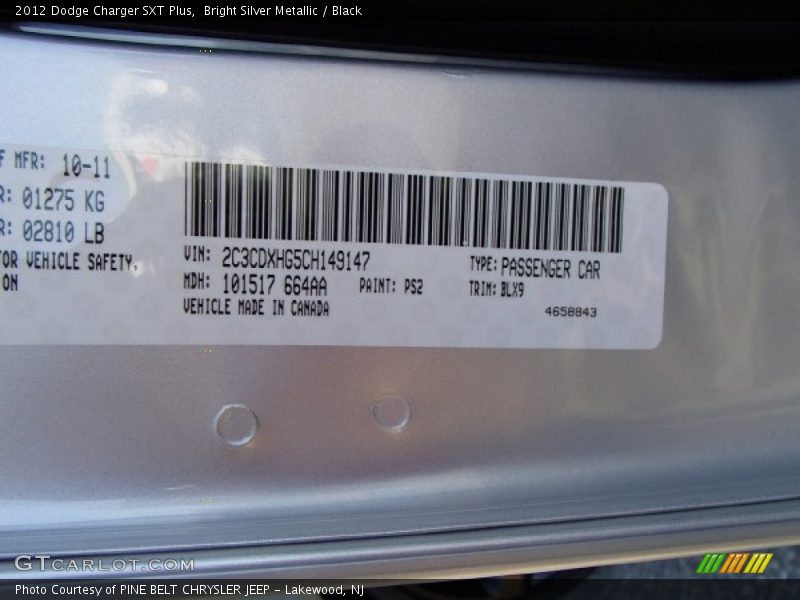 2012 Dodge Charger SXT Plus,  Bright Silver Metallic / Black
F MFR: 10-11
R: 01275 KG
R: 02810 LB
OR VEHICLE SAFETY,
ON
VIN: 2C3CDXHG5CH149147
TYPE: PASSENGER CAR
MDH: 101517 664AA
PAINT: PS2
TRIM: BLX9
VEHICLE MADE IN CANADA
4658843
GTCARLOT.COM
Photo Courtesy of PINE BELT CHRYSLER JEEP - Lakewood, NJ